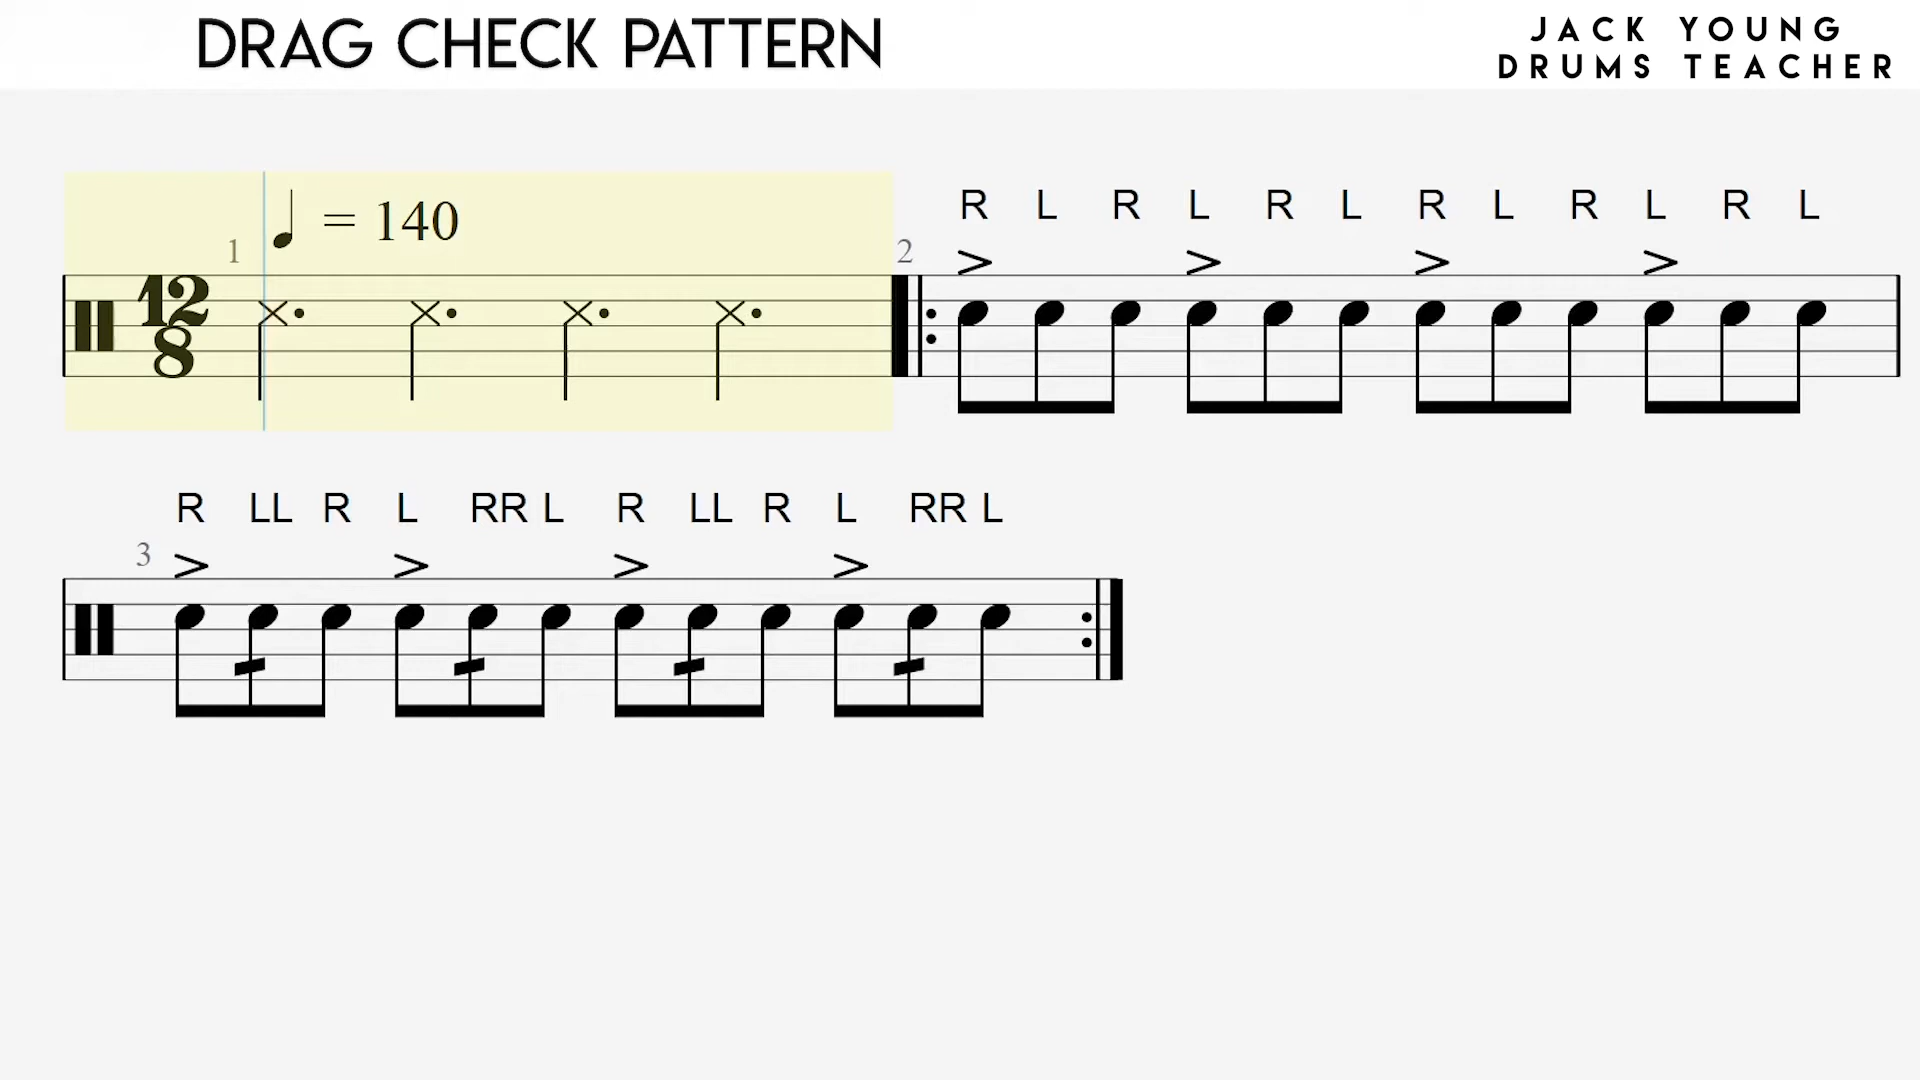 DRAG CHECK PATTERN
JACK YOUNG
DRUMS TEACHER
= 140
1
12
8
2
R L R L R L R L R L R L
R LL R L RR L R LL R L RR L
3